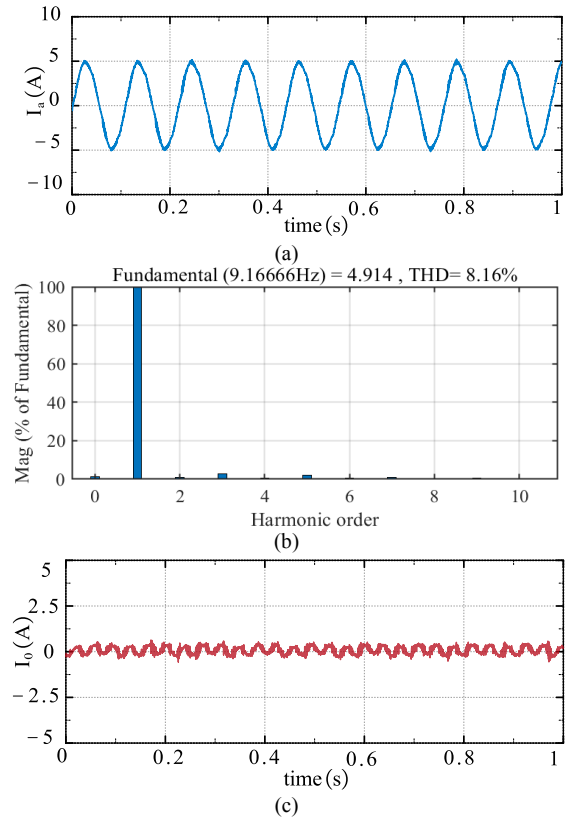 10
5
0
−5
−10
I_a(A)
0 0.2 0.4 0.6 0.8 1
time(s)
(a)
Fundamental (9.16666Hz) = 4.914 , THD= 8.16%
100
80
60
40
20
0
Mag (% of Fundamental)
0 2 4 6 8 10
Harmonic order
(b)
5
2.5
0
−2.5
−5
I_0(A)
0 0.2 0.4 0.6 0.8 1
time(s)
(c)